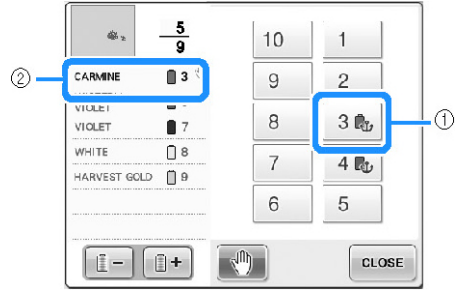 5
9
CARMINE 3
VIOLET
VIOLET 7
WHITE 8
HARVEST GOLD 9
10 1
9 2
8 3
7 4
6 5
− +
CLOSE
② ①